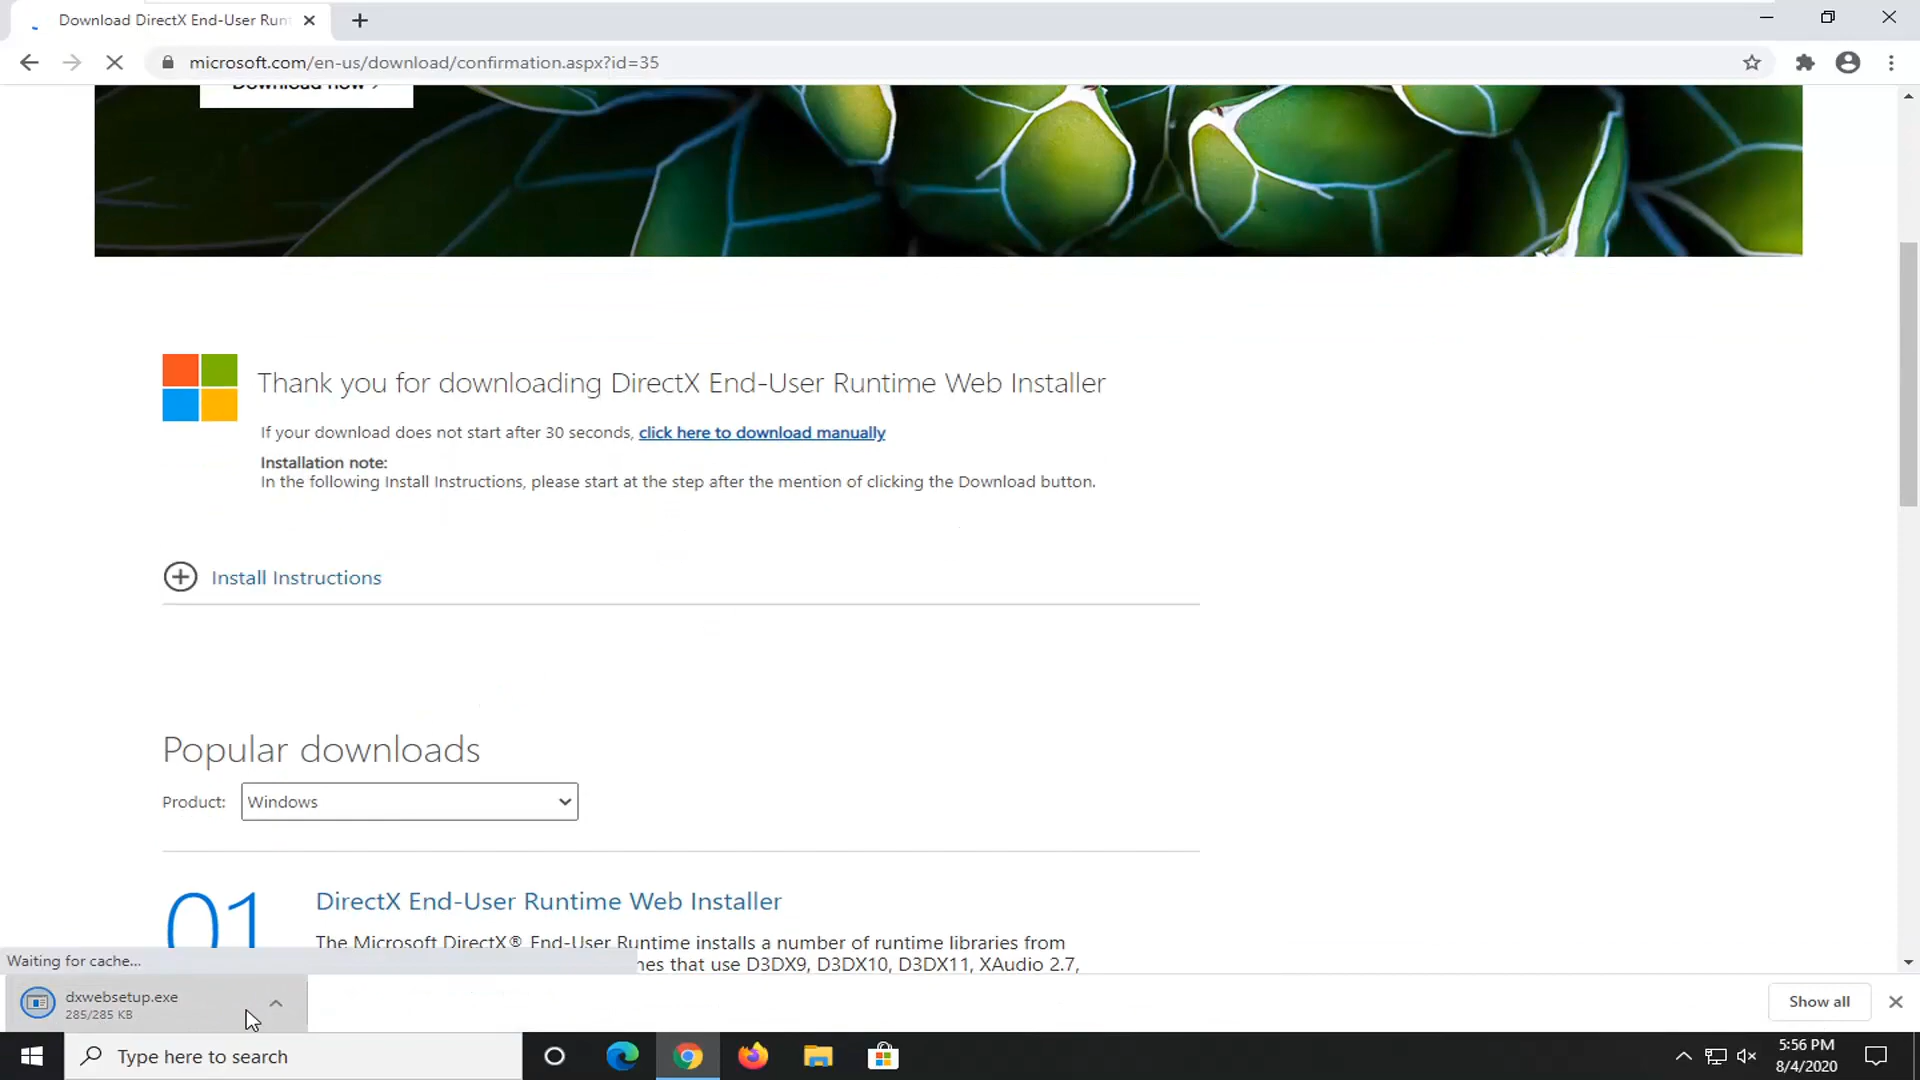 Download DirectX End-User Runt
microsoft.com/en-us/download/confirmation.aspx?id=35
Download now
Thank you for downloading DirectX End-User Runtime Web Installer
If your download does not start after 30 seconds, click here to download manually
Installation note:
In the following Install Instructions, please start at the step after the mention of clicking the Download button.
Install Instructions
Popular downloads
Product: Windows
01
DirectX End-User Runtime Web Installer
The Microsoft DirectX® End-User Runtime installs a number of runtime libraries from
that use D3DX9, D3DX10, D3DX11, XAudio 2.7,
Waiting for cache...
dxwebsetup.exe
285/285 KB
Show all
Type here to search
5:56 PM
8/4/2020